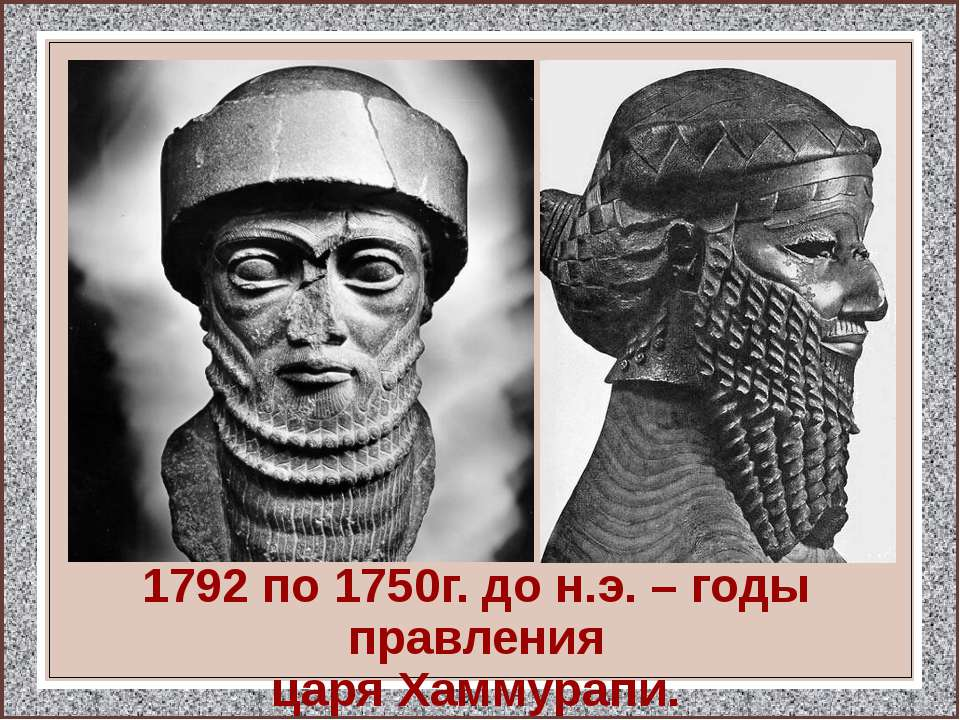 1792 по 1750г. до н.э. – годы
правления
царя Хаммурапи.